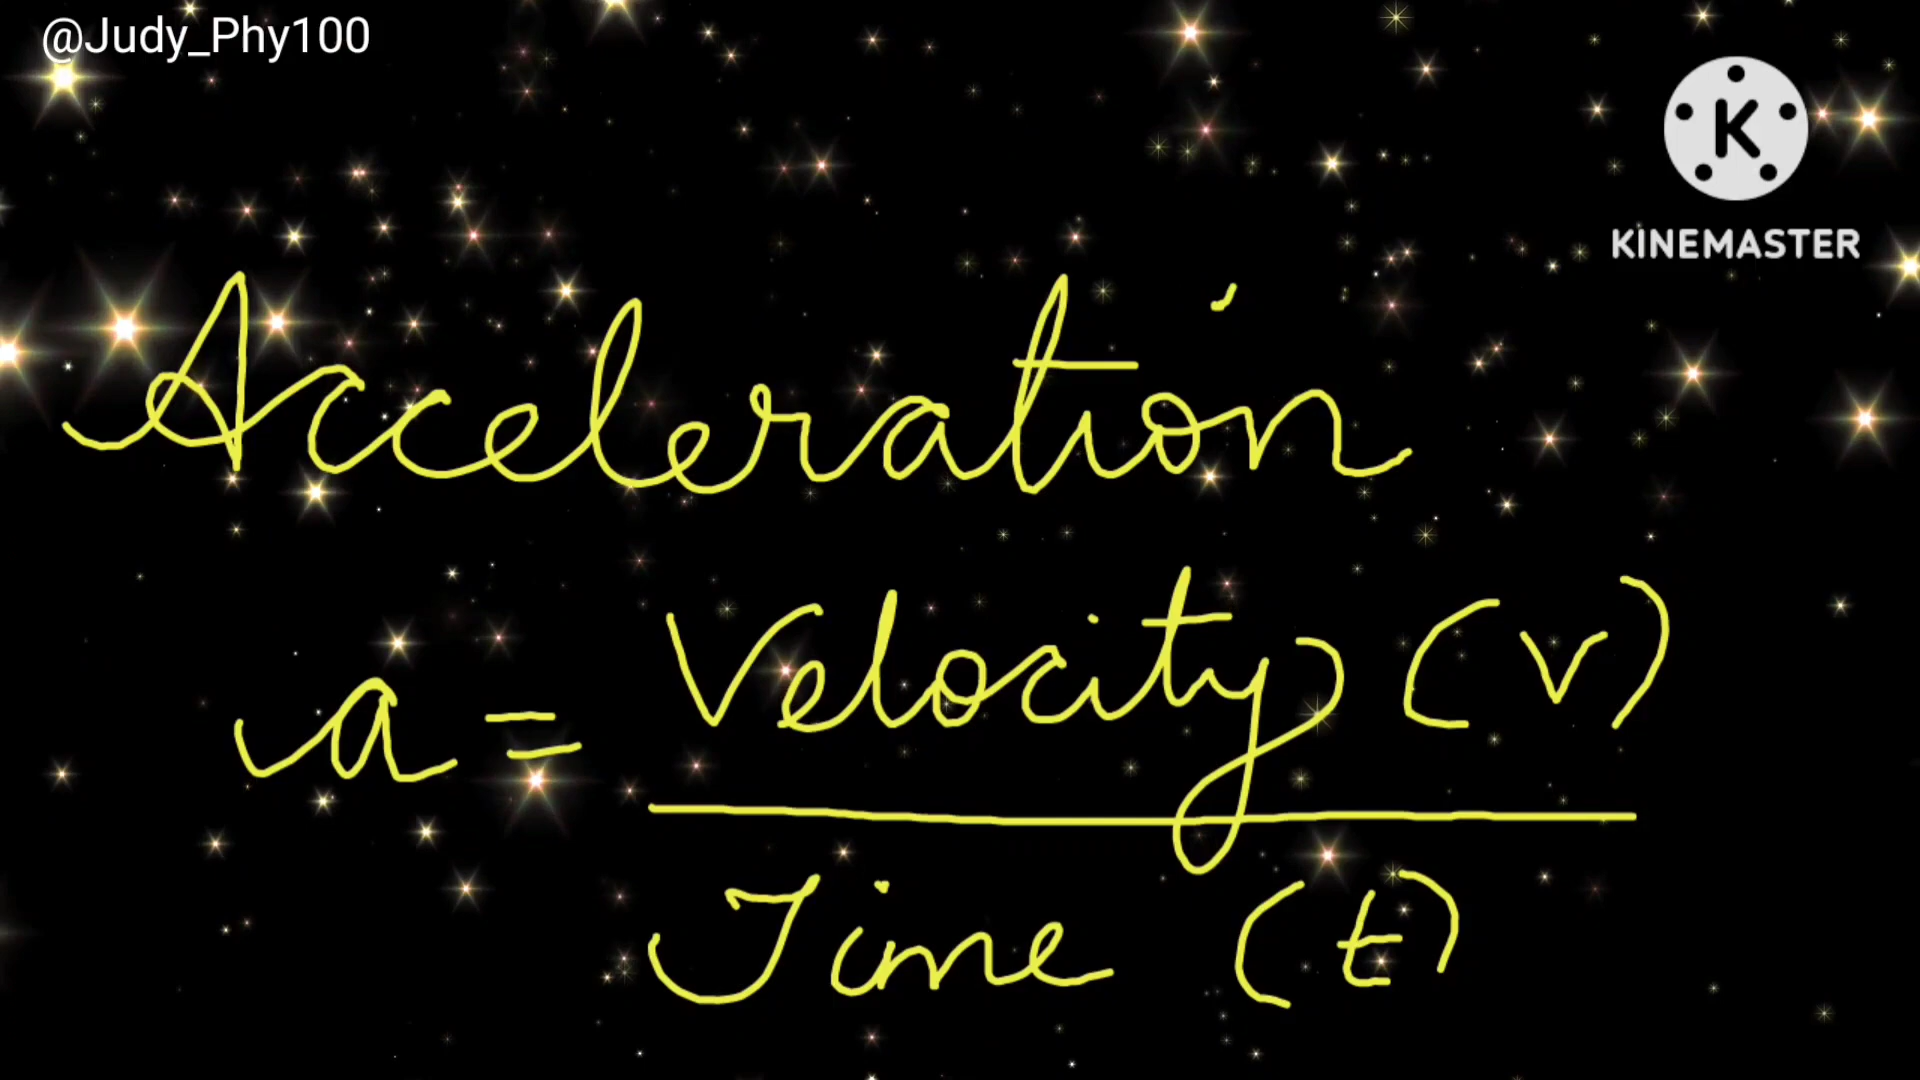 @Judy_Phy100
KINEMASTER
Acceleration
a = Velocity (v)
Time (t)